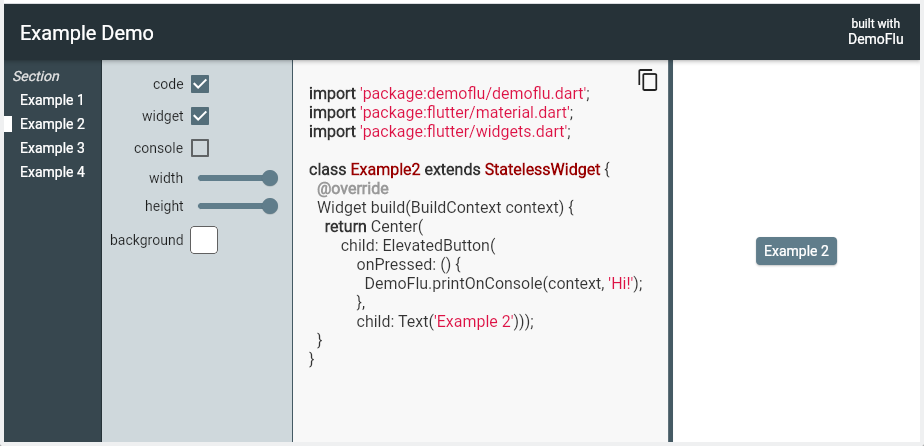 Example Demo
built with
DemoFlu
Section
Example 1
Example 2
Example 3
Example 4
code
widget
console
width
height
background
import 'package:demoflu/demoflu.dart';
import 'package:flutter/material.dart';
import 'package:flutter/widgets.dart';
class Example2 extends StatelessWidget {
@override
Widget build(BuildContext context) {
return Center(
child: ElevatedButton(
onPressed: () {
DemoFlu.printOnConsole(context, 'Hi!');
},
child: Text('Example 2')));
}
}
Example 2